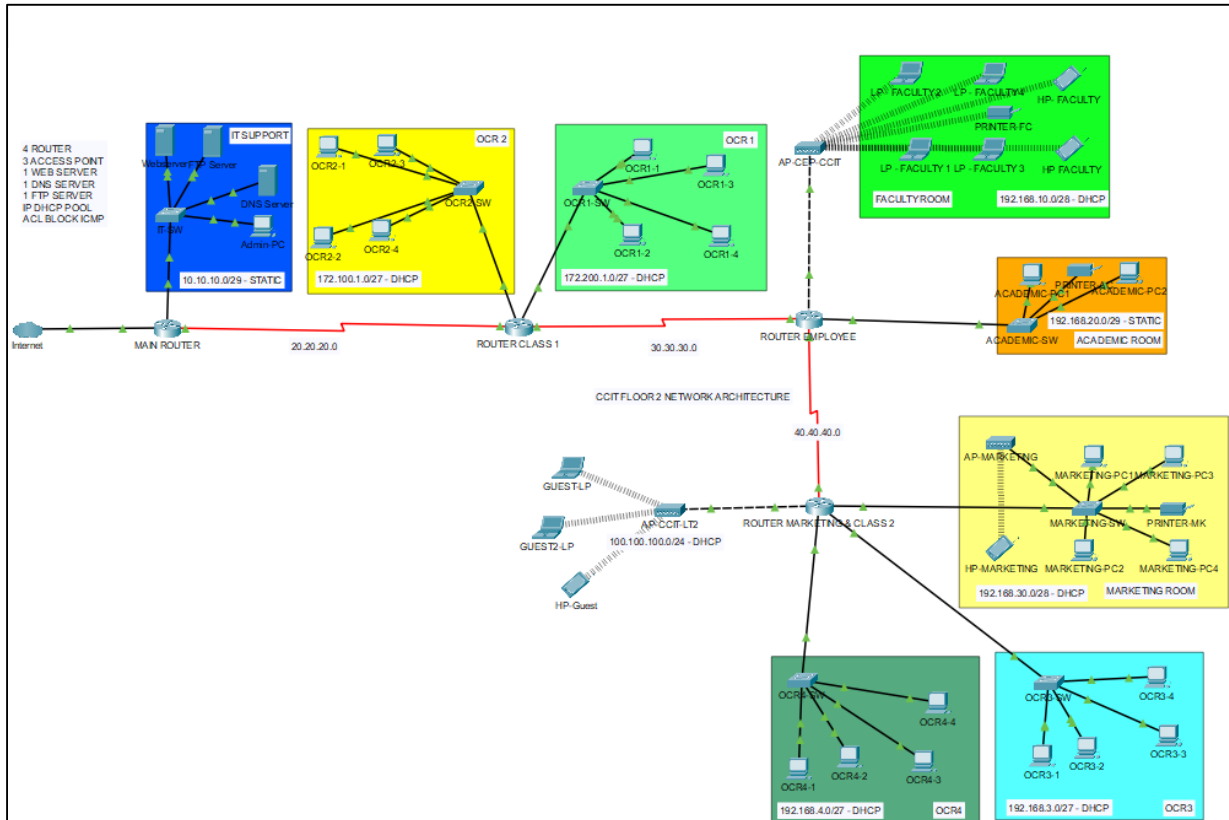 4 ROUTER
3 ACCESS POINT
1 WEB SERVER
1 DNS SERVER
1 FTP SERVER
IP DHCP POOL
ACL BLOCK ICMP
IT SUPPORT
Webserver
FTP Server
DNS Server
IT-SW
Admin-PC
10.10.10.0/29 - STATIC
OCR 2
OCR2-1
OCR2-3
OCR2-SW
OCR2-2
OCR2-4
172.100.1.0/27 - DHCP
OCR 1
OCR1-1
OCR1-3
OCR1-SW
OCR1-2
OCR1-4
172.200.1.0/27 - DHCP
LP - FACULTY2
LP - FACULTY4
HP- FACULTY
PRINTER-FC
AP-CEP-CCIT
LP - FACULTY 1
LP - FACULTY 3
HP FACULTY
FACULTY ROOM
192.168.10.0/28 - DHCP
ACADEMIC-PC1
PRINTER-AC
ACADEMIC-PC2
192.168.20.0/29 - STATIC
ACADEMIC-SW
ACADEMIC ROOM
Internet
MAIN ROUTER
20.20.20.0
ROUTER CLASS 1
30.30.30.0
ROUTER EMPLOYEE
CCIT FLOOR 2 NETWORK ARCHITECTURE
40.40.40.0
GUEST-LP
GUEST2-LP
AP-CCIT-LT2
100.100.100.0/24 - DHCP
HP-Guest
ROUTER MARKETING & CLASS 2
AP-MARKETING
MARKETING-PC1
MARKETING-PC3
MARKETING-SW
PRINTER-MK
HP-MARKETING
MARKETING-PC2
MARKETING-PC4
192.168.30.0/28 - DHCP
MARKETING ROOM
OCR4-SW
OCR4-4
OCR4-1
OCR4-2
OCR4-3
192.168.4.0/27 - DHCP
OCR4
OCR3-SW
OCR3-4
OCR3-1
OCR3-2
OCR3-3
192.168.3.0/27 - DHCP
OCR3